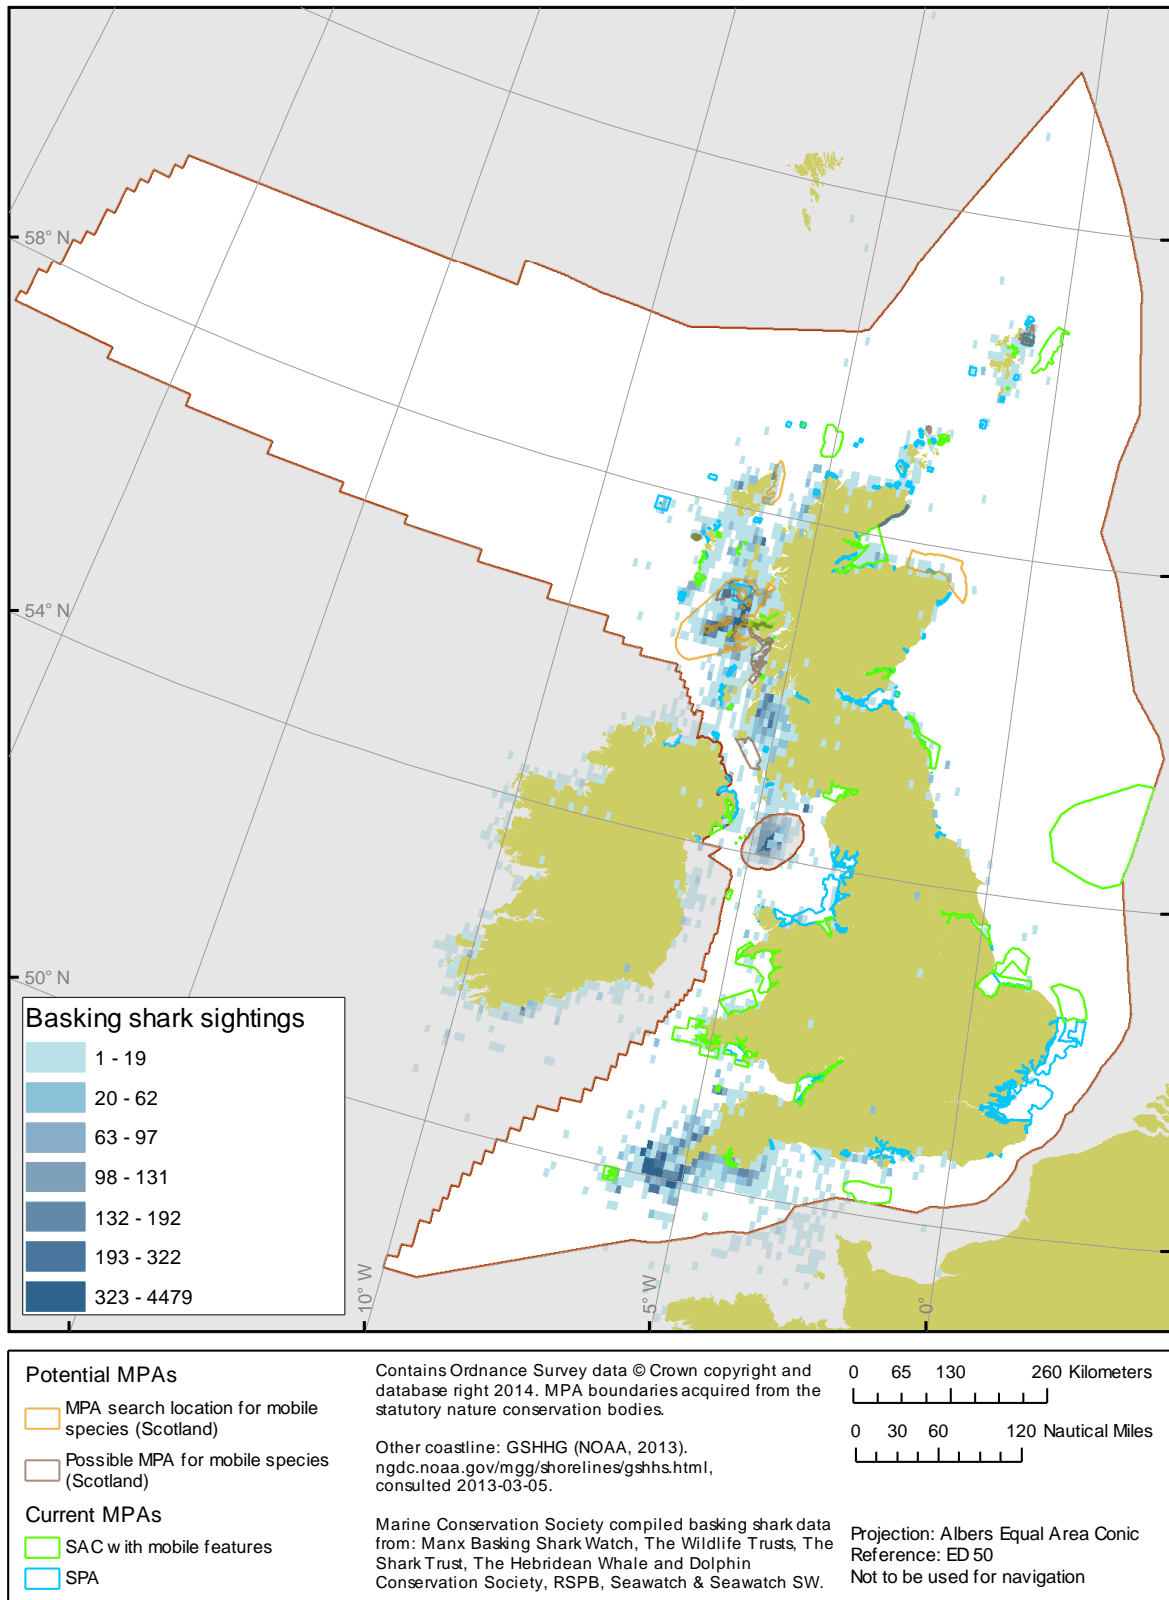 58° N
54° N
50° N
Basking shark sightings
1 - 19
20 - 62
63 - 97
98 - 131
132 - 192
193 - 322
323 - 4479
10° W
5° W
0°
Potential MPAs
MPA search location for mobile
species (Scotland)
Possible MPA for mobile species
(Scotland)
Current MPAs
SAC with mobile features
SPA
Contains Ordnance Survey data © Crown copyright and
database right 2014. MPA boundaries acquired from the
statutory nature conservation bodies.
Other coastline: GSHHG (NOAA, 2013).
ngdc.noaa.gov/mgg/shorelines/gshhs.html,
consulted 2013-03-05.
Marine Conservation Society compiled basking shark data
from: Manx Basking Shark Watch, The Wildlife Trusts, The
Shark Trust, The Hebridean Whale and Dolphin
Conservation Society, RSPB, Seawatch & Seawatch SW.
0 65 130 260 Kilometers
0 30 60 120 Nautical Miles
Projection: Albers Equal Area Conic
Reference: ED 50
Not to be used for navigation